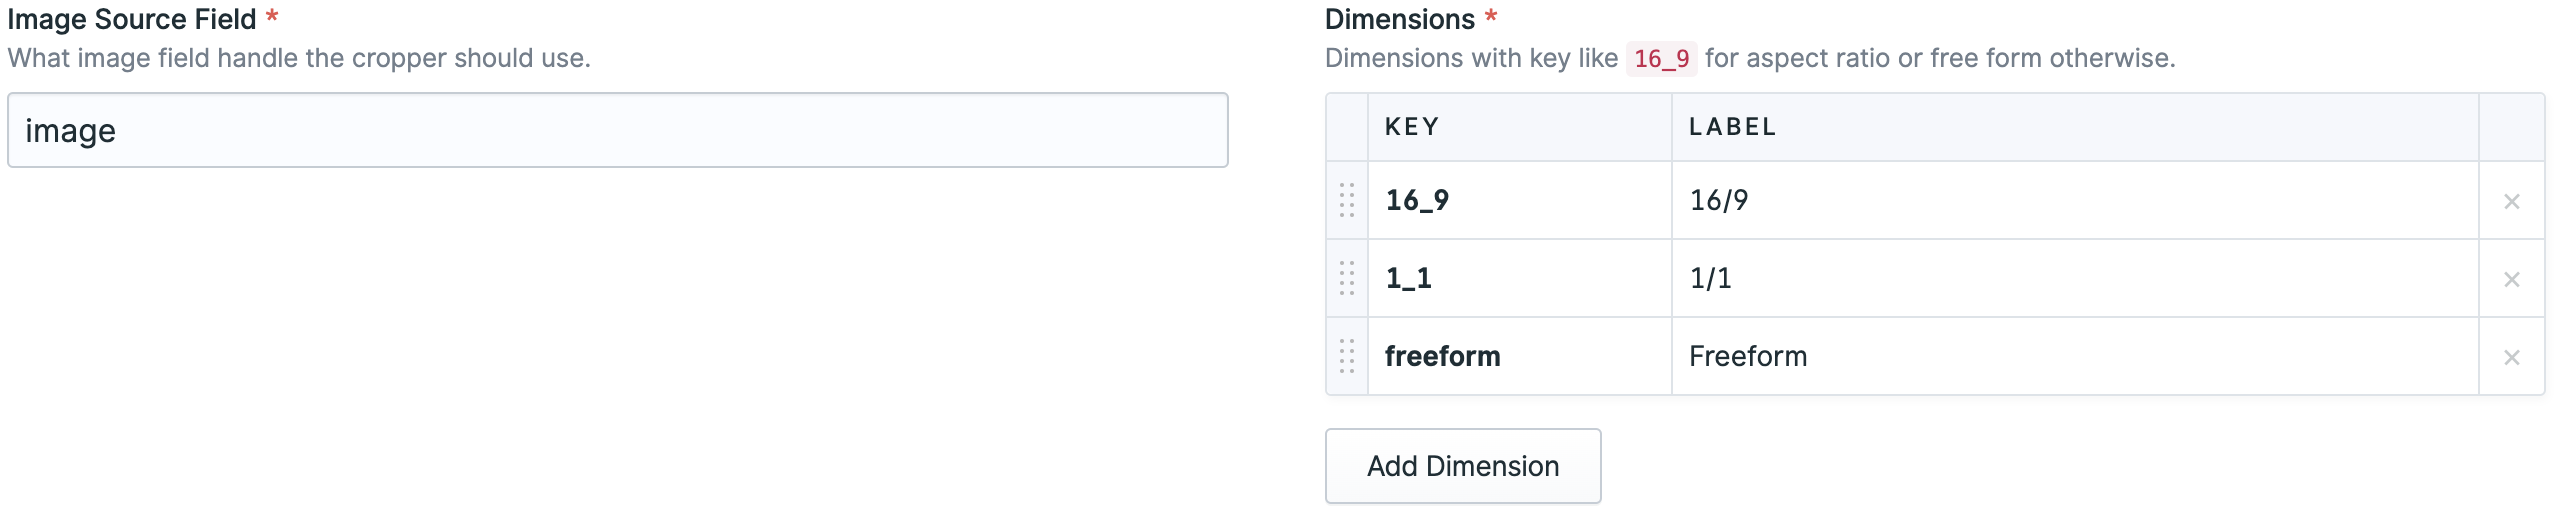 Image Source Field *
What image field handle the cropper should use.
image
Dimensions *
Dimensions with key like 16_9 for aspect ratio or free form otherwise.
KEY LABEL
16_9 16/9
1_1 1/1
freeform Freeform
Add Dimension